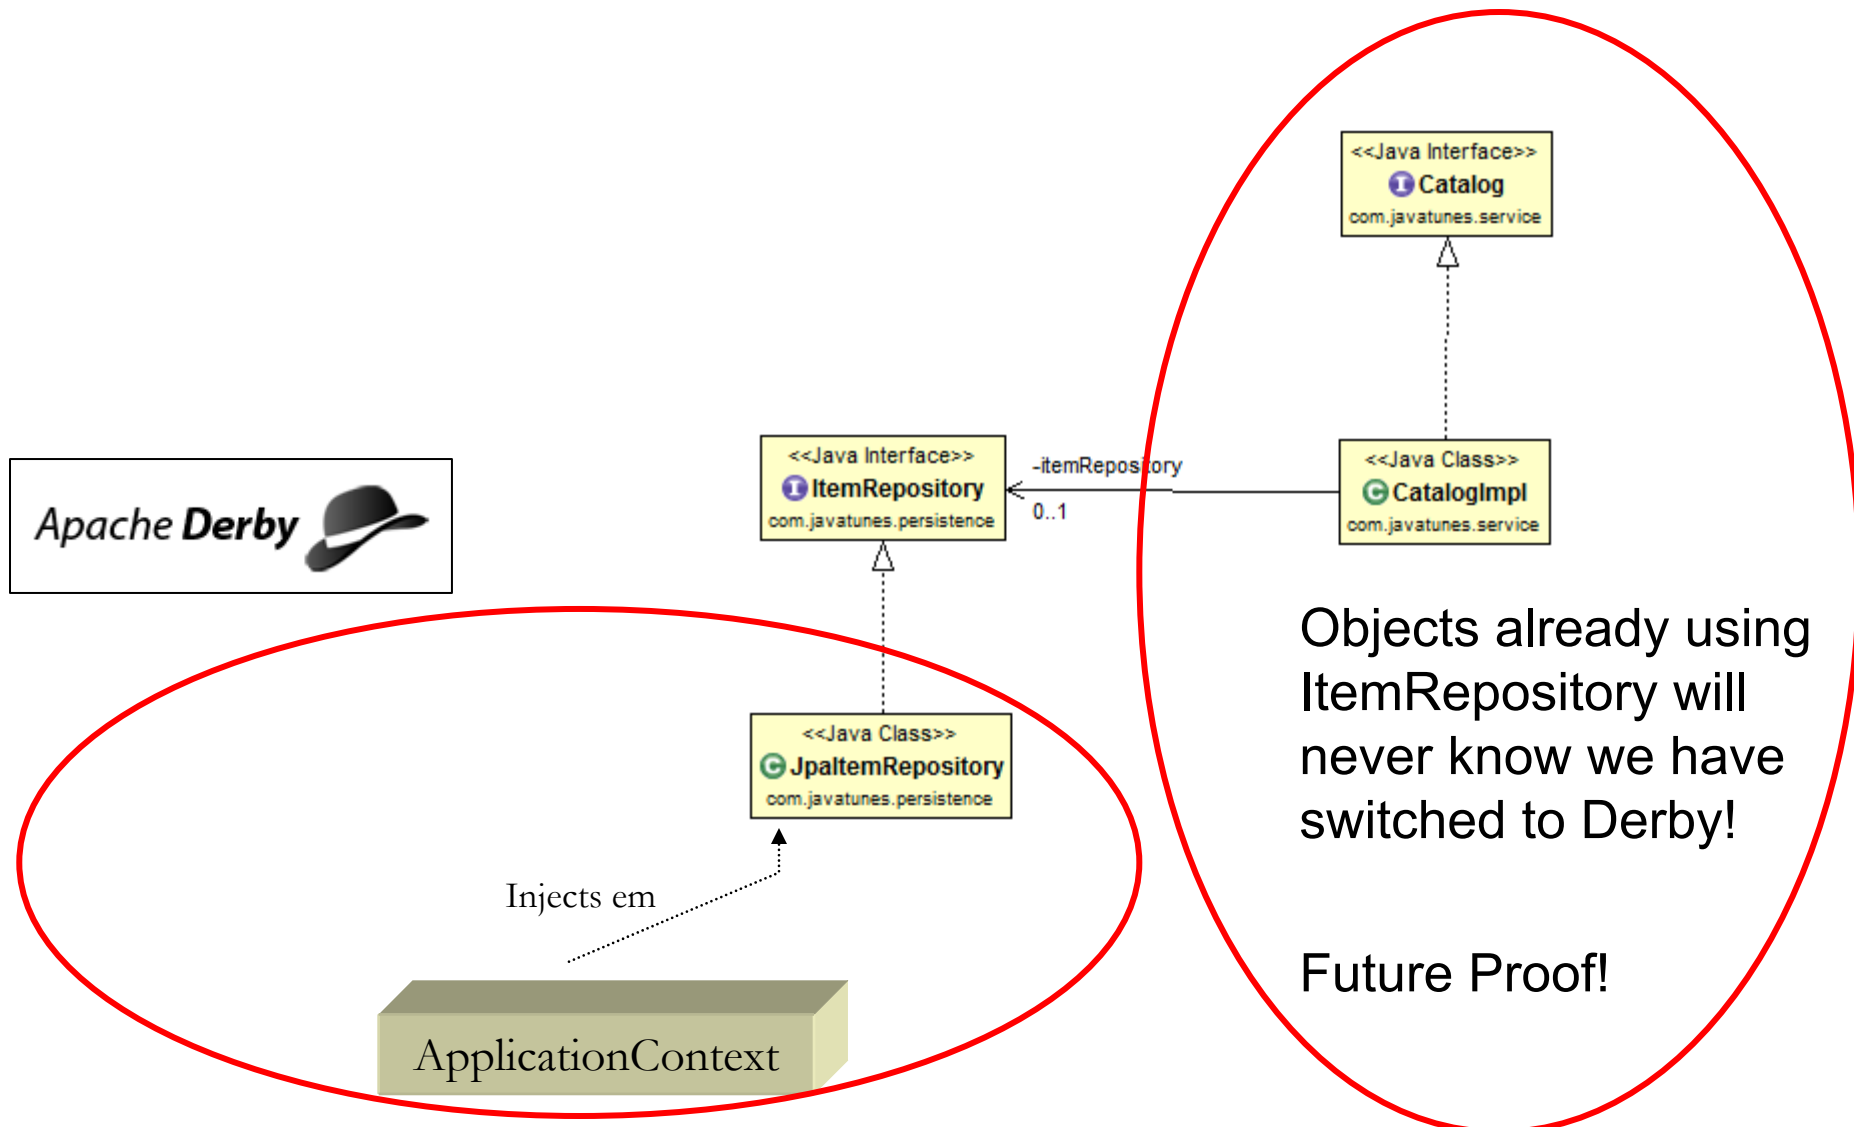 <<Java Interface>>
Catalog
com.javatunes.service
<<Java Interface>>
ItemRepository
com.javatunes.persistence
-itemRepository
0..1
<<Java Class>>
CatalogImpl
com.javatunes.service
Apache Derby
Objects already using
ItemRepository will
never know we have
switched to Derby!
Future Proof!
<<Java Class>>
JpaItemRepository
com.javatunes.persistence
Injects em
ApplicationContext